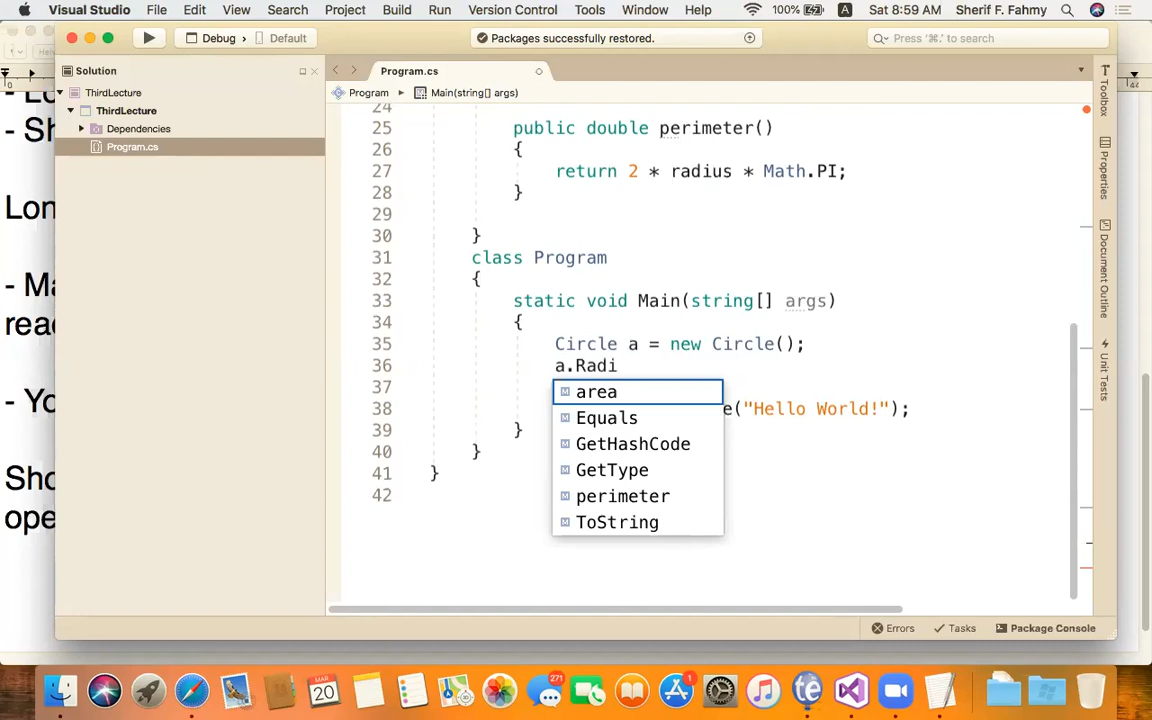 Visual Studio File Edit View Search Project Build Run Version Control Tools Window Help 100% A Sat 8:59 AM Sherif F. Fahmy
Debug Default Packages successfully restored. Press '⌘.' to search
Solution
ThirdLecture
ThirdLecture
Dependencies
Program.cs
Program.cs
Program Main(string[] args)
24
25 public double perimeter()
26 {
27 return 2 * radius * Math.PI;
28 }
29
30 }
31 class Program
32 {
33 static void Main(string[] args)
34 {
35 Circle a = new Circle();
36 a.Radi
37
38 e("Hello World!");
39 }
40 }
41 }
42
area
Equals
GetHashCode
GetType
perimeter
ToString
Toolbox
Properties
Document Outline
Unit Tests
Errors Tasks Package Console
- Sh
Lon
- Ma
rea
- Yo
Sho
ope
20
271
1